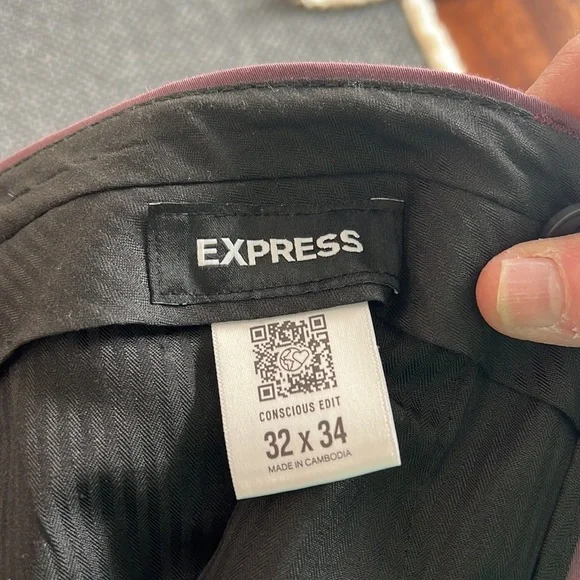 EXPRESS
CONSCIOUS EDIT
32 x 34
MADE IN CAMBODIA